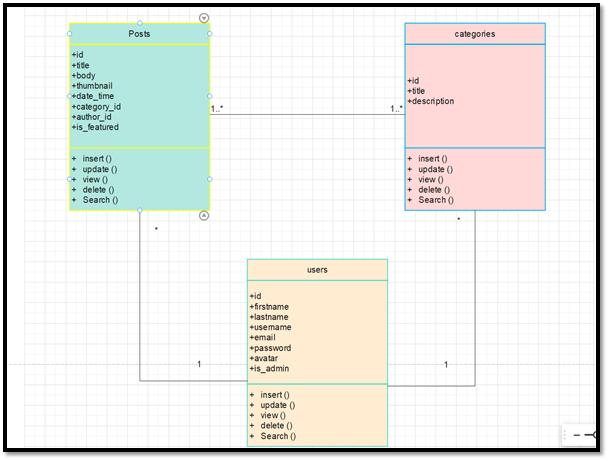 Posts
+id
+title
+body
+thumbnail
+date_time
+category_id
+author_id
+is_featured
+ insert ()
+ update ()
+ view ()
+ delete ()
+ Search ()
1..*
1..*
categories
+id
+title
+description
+ insert ()
+ update ()
+ view ()
+ delete ()
+ Search ()
*
*
users
+id
+firstname
+lastname
+username
+email
+password
+avatar
+is_admin
+ insert ()
+ update ()
+ view ()
+ delete ()
+ Search ()
1
1